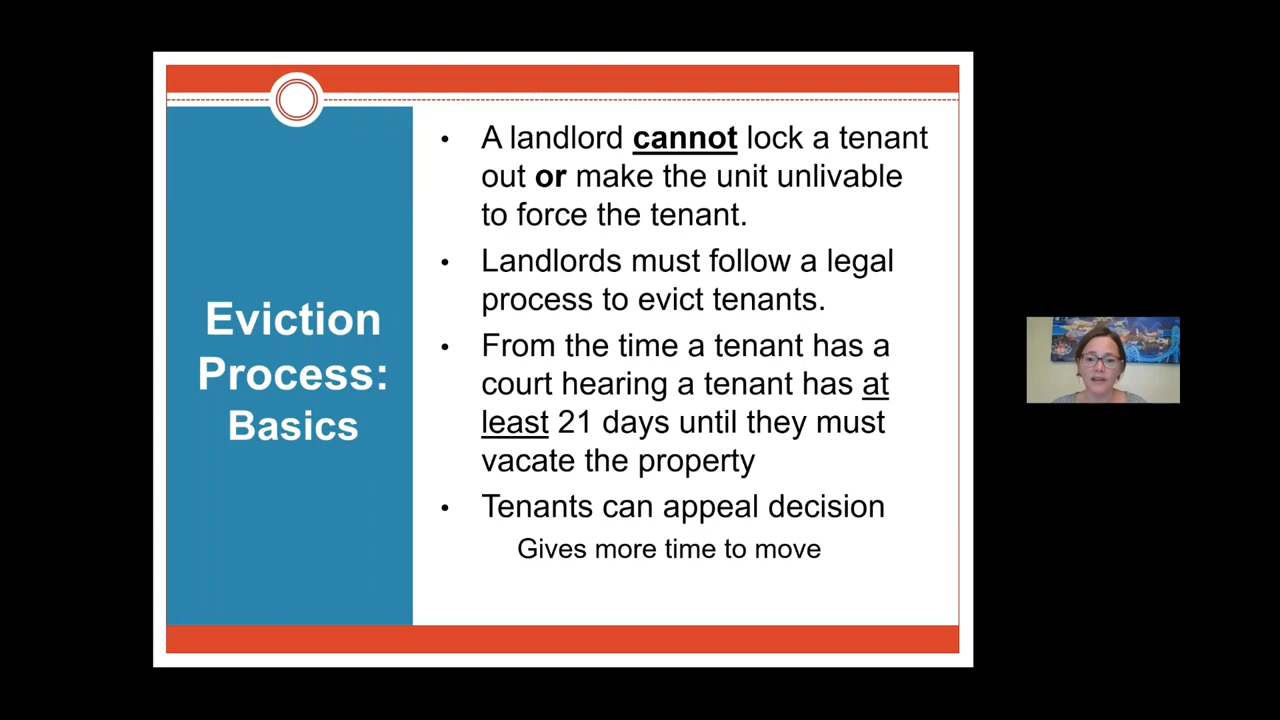 Eviction
Process:
Basics
• A landlord cannot lock a tenant
out or make the unit unlivable
to force the tenant.
• Landlords must follow a legal
process to evict tenants.
• From the time a tenant has a
court hearing a tenant has at
least 21 days until they must
vacate the property
• Tenants can appeal decision
Gives more time to move